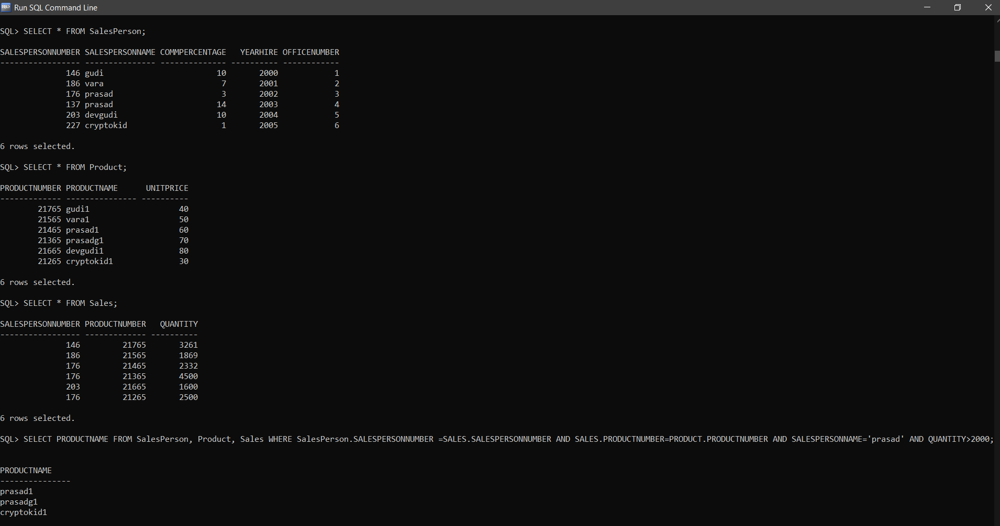 Run SQL Command Line
SQL> SELECT * FROM SalesPerson;
SALESPERSONNUMBER SALESPERSONNAME COMMPERCENTAGE   YEARHIRE OFFICENUMBER
----------------- --------------- -------------- ---------- ------------
              146 gudi                        10       2000            1
              186 vara                         7       2001            2
              176 prasad                       3       2002            3
              137 prasad                      14       2003            4
              203 devgudi                     10       2004            5
              227 cryptokid                    1       2005            6
6 rows selected.
SQL> SELECT * FROM Product;
PRODUCTNUMBER PRODUCTNAME      UNITPRICE
------------- --------------- ----------
        21765 gudi1                   40
        21565 vara1                   50
        21465 prasad1                 60
        21365 prasadg1                70
        21665 devgudi1                80
        21265 cryptokid1              30
6 rows selected.
SQL> SELECT * FROM Sales;
SALESPERSONNUMBER PRODUCTNUMBER   QUANTITY
----------------- ------------- ----------
              146         21765       3261
              186         21565       1869
              176         21465       2332
              176         21365       4500
              203         21665       1600
              176         21265       2500
6 rows selected.
SQL> SELECT PRODUCTNAME FROM SalesPerson, Product, Sales WHERE SalesPerson.SALESPERSONNUMBER =SALES.SALESPERSONNUMBER AND SALES.PRODUCTNUMBER=PRODUCT.PRODUCTNUMBER AND SALESPERSONNAME='prasad' AND QUANTITY>2000;
PRODUCTNAME
---------------
prasad1
prasadg1
cryptokid1